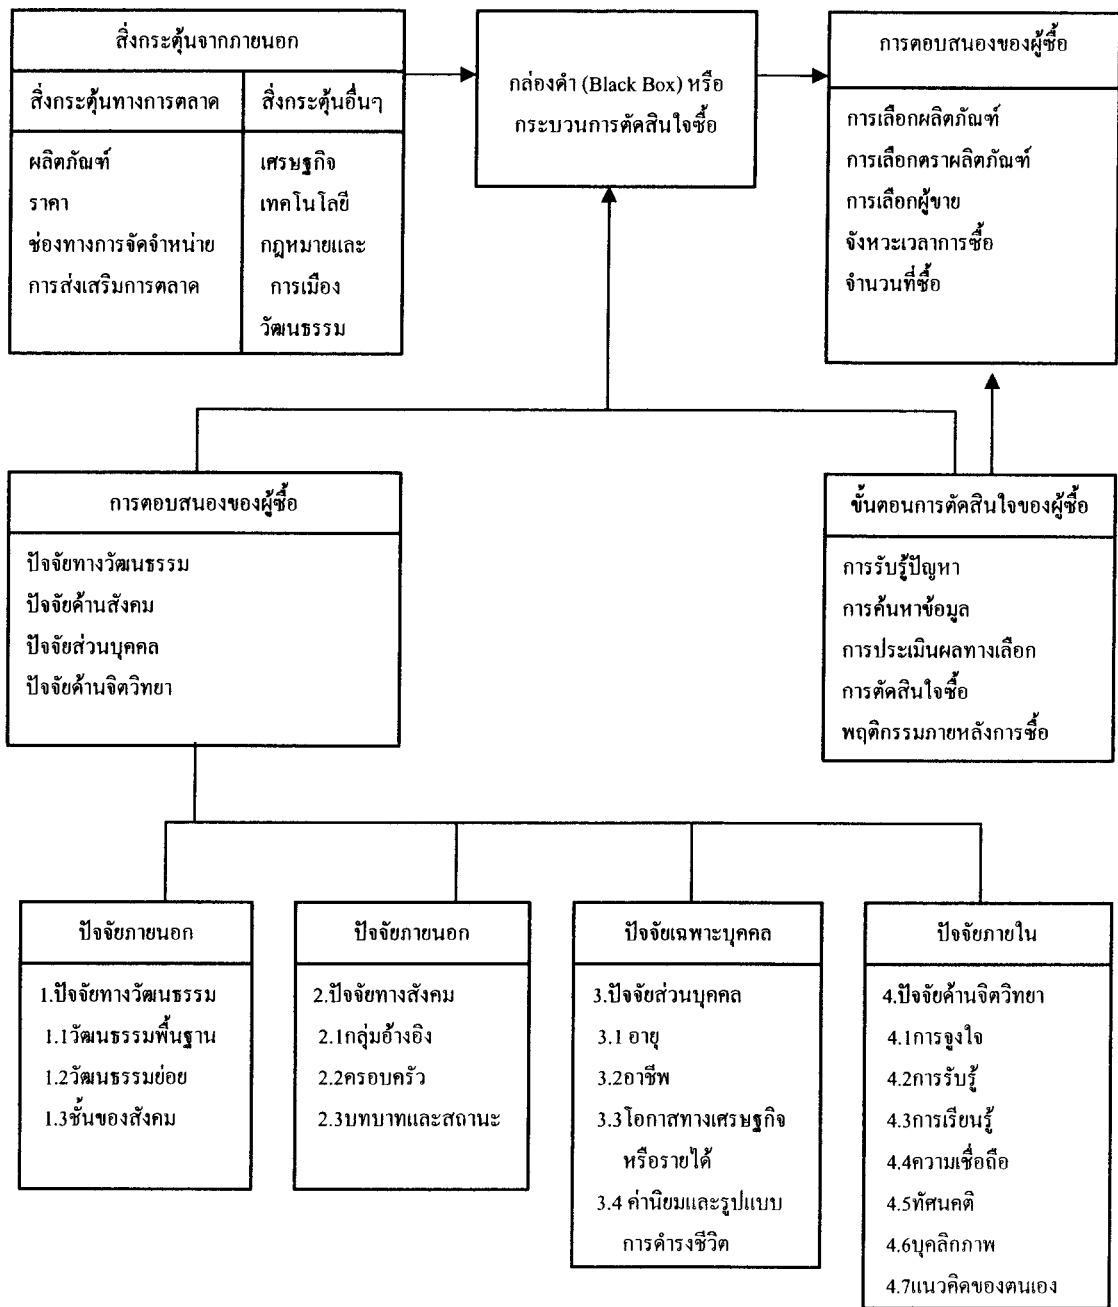 สิ่งกระตุ้นจากภายนอก
สิ่งกระตุ้นทางการตลาด
ผลิตภัณฑ์
ราคา
ช่องทางการจัดจำหน่าย
การส่งเสริมการตลาด
สิ่งกระตุ้นอื่นๆ
เศรษฐกิจ
เทคโนโลยี
กฎหมายและ
การเมือง
วัฒนธรรม
กล่องดำ (Black Box) หรือ
กระบวนการตัดสินใจซื้อ
การตอบสนองของผู้ซื้อ
การเลือกผลิตภัณฑ์
การเลือกตราผลิตภัณฑ์
การเลือกผู้ขาย
จังหวะเวลาการซื้อ
จำนวนที่ซื้อ
การตอบสนองของผู้ซื้อ
ปัจจัยทางวัฒนธรรม
ปัจจัยด้านสังคม
ปัจจัยส่วนบุคคล
ปัจจัยด้านจิตวิทยา
ขั้นตอนการตัดสินใจของผู้ซื้อ
การรับรู้ปัญหา
การค้นหาข้อมูล
การประเมินผลทางเลือก
การตัดสินใจซื้อ
พฤติกรรมภายหลังการซื้อ
ปัจจัยภายนอก
1.ปัจจัยทางวัฒนธรรม
1.1วัฒนธรรมพื้นฐาน
1.2วัฒนธรรมย่อย
1.3ชั้นของสังคม
ปัจจัยภายนอก
2.ปัจจัยทางสังคม
2.1กลุ่มอ้างอิง
2.2ครอบครัว
2.3บทบาทและสถานะ
ปัจจัยเฉพาะบุคคล
3.ปัจจัยส่วนบุคคล
3.1 อายุ
3.2อาชีพ
3.3โอกาสทางเศรษฐกิจ
หรือรายได้
3.4 ค่านิยมและรูปแบบ
การดำรงชีวิต
ปัจจัยภายใน
4.ปัจจัยด้านจิตวิทยา
4.1การจูงใจ
4.2การรับรู้
4.3การเรียนรู้
4.4ความเชื่อถือ
4.5ทัศนคติ
4.6บุคลิกภาพ
4.7แนวคิดของตนเอง